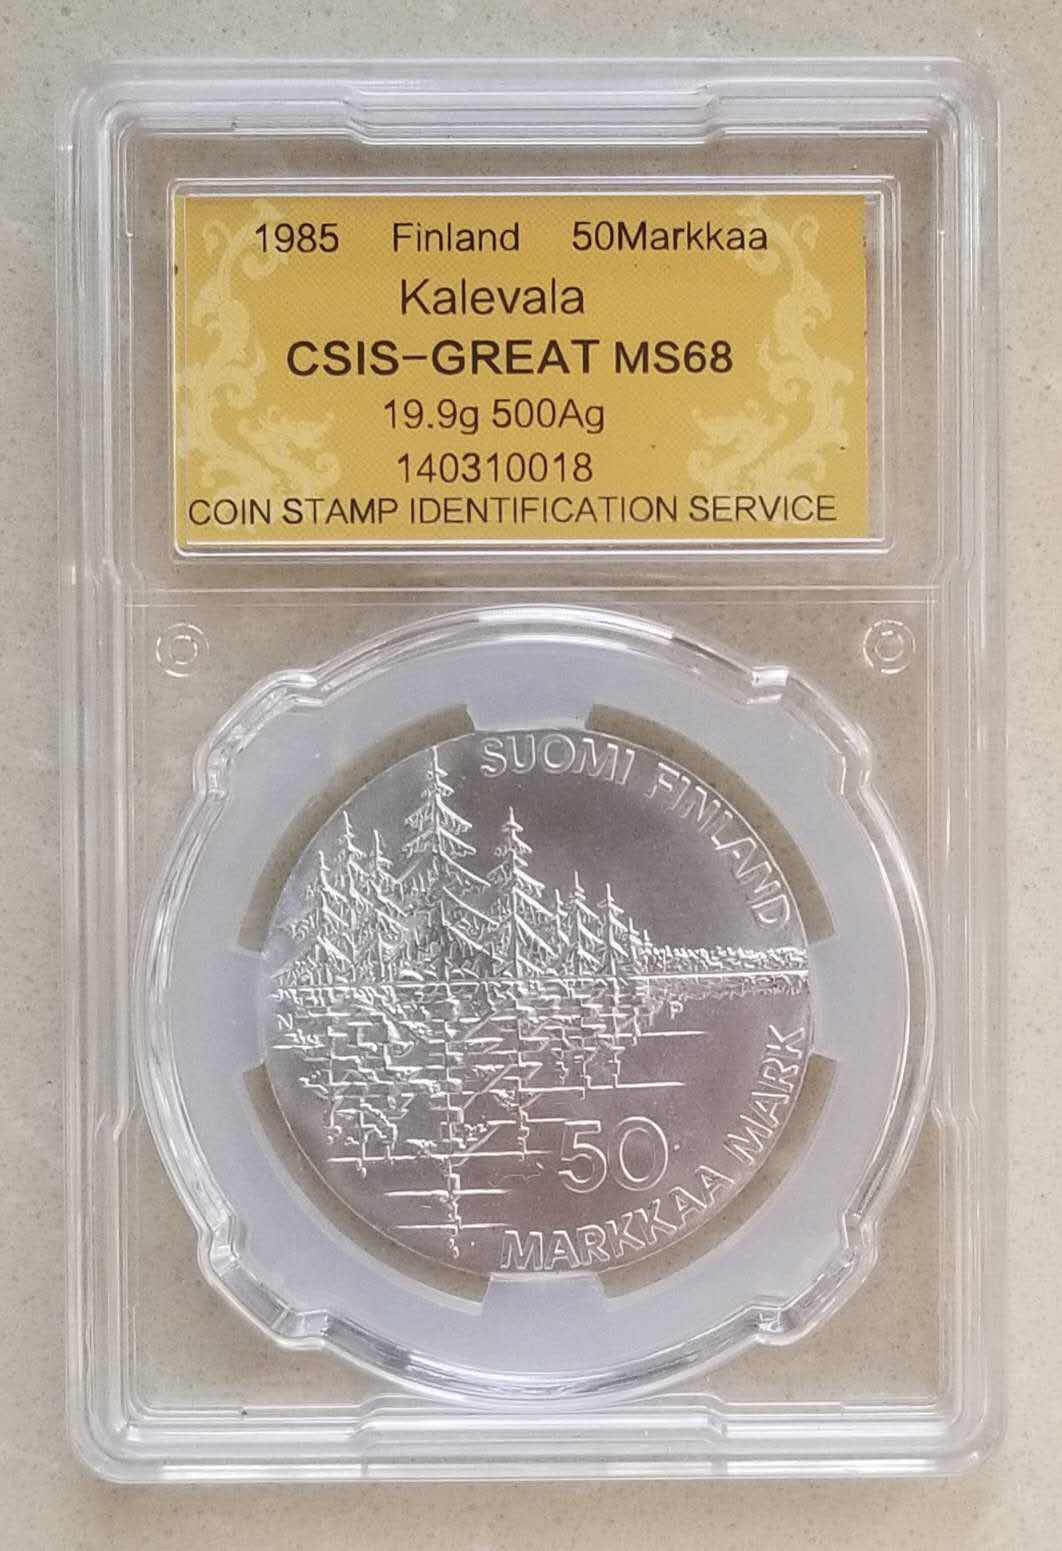 1985 Finland 50Markkaa
Kalevala
CSIS-GREAT MS68
19.9g 500Ag
140310018
COIN STAMP IDENTIFICATION SERVICE
SUOMI FINLAND
N P
50
MARKKAA MARK